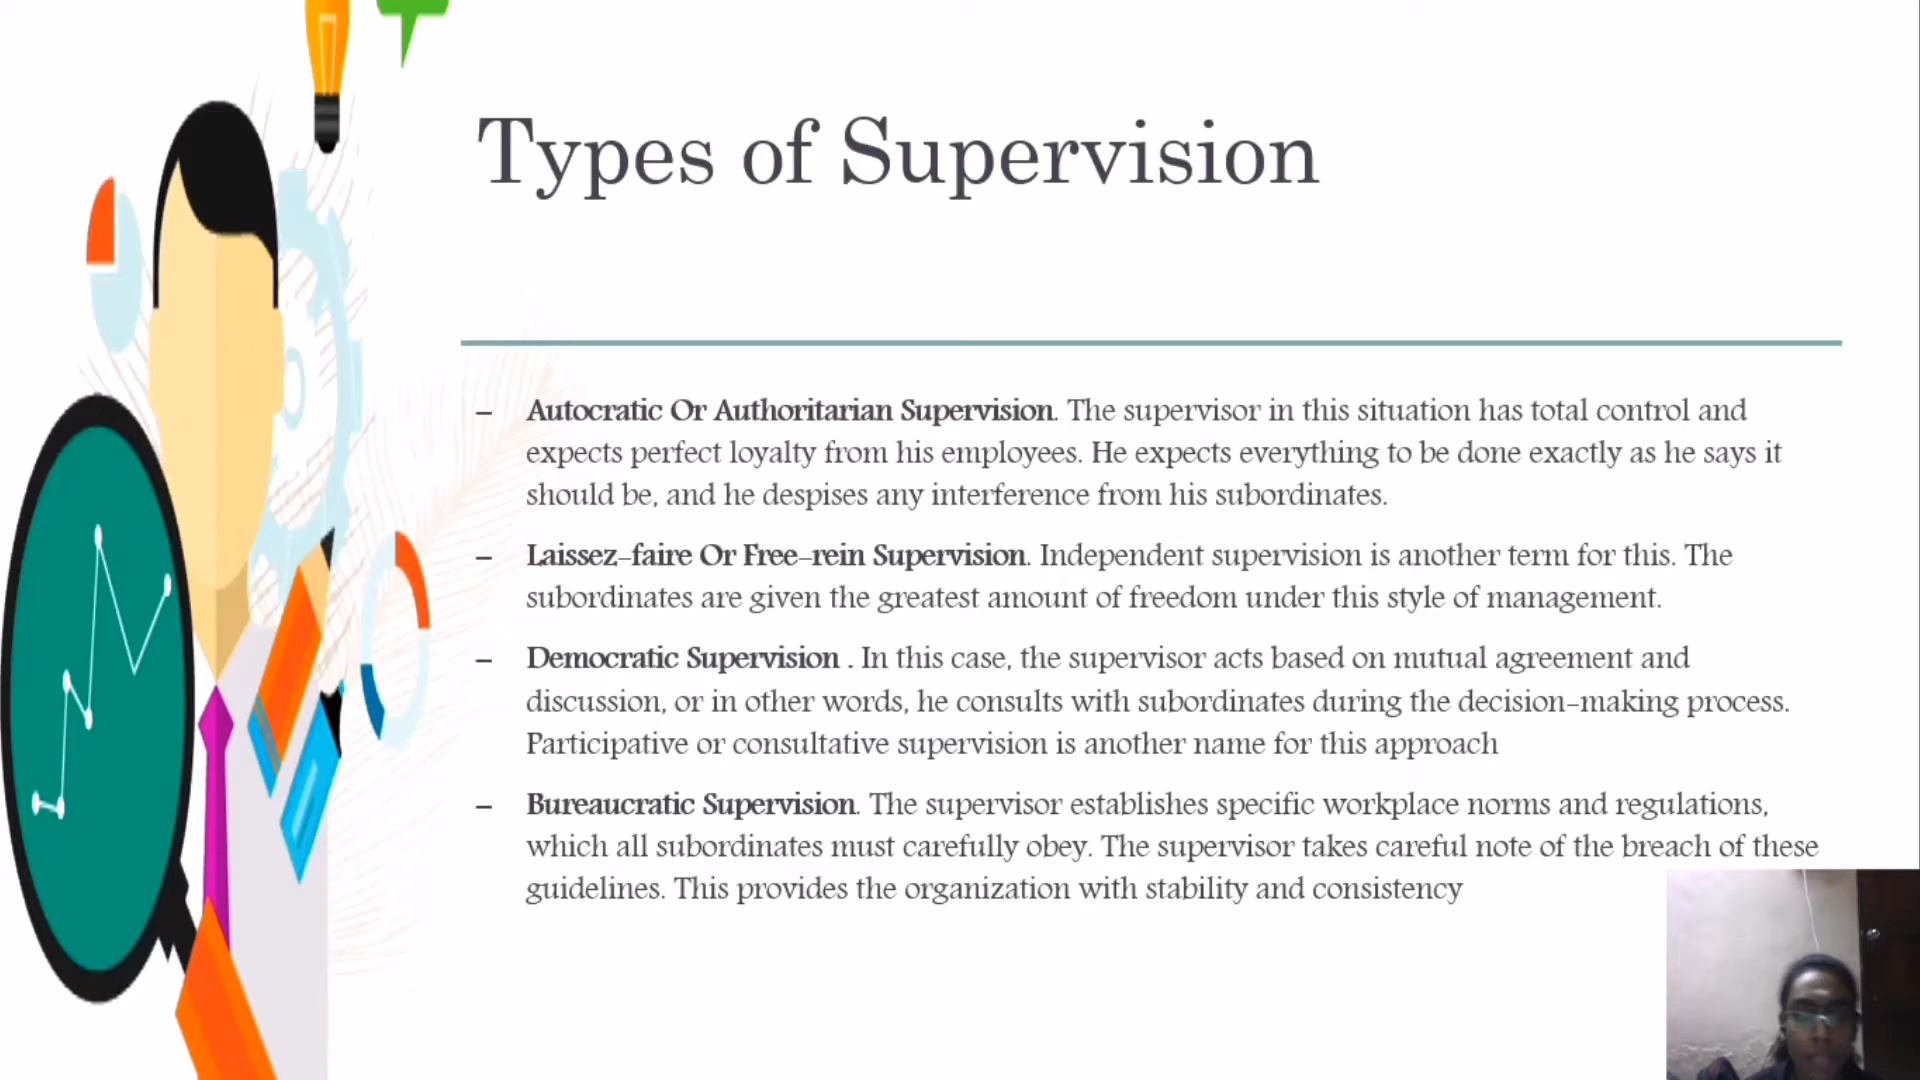 Types of Supervision
– Autocratic Or Authoritarian Supervision. The supervisor in this situation has total control and
expects perfect loyalty from his employees. He expects everything to be done exactly as he says it
should be, and he despises any interference from his subordinates.
– Laissez-faire Or Free-rein Supervision. Independent supervision is another term for this. The
subordinates are given the greatest amount of freedom under this style of management.
– Democratic Supervision . In this case, the supervisor acts based on mutual agreement and
discussion, or in other words, he consults with subordinates during the decision-making process.
Participative or consultative supervision is another name for this approach
– Bureaucratic Supervision. The supervisor establishes specific workplace norms and regulations,
which all subordinates must carefully obey. The supervisor takes careful note of the breach of these
guidelines. This provides the organization with stability and consistency